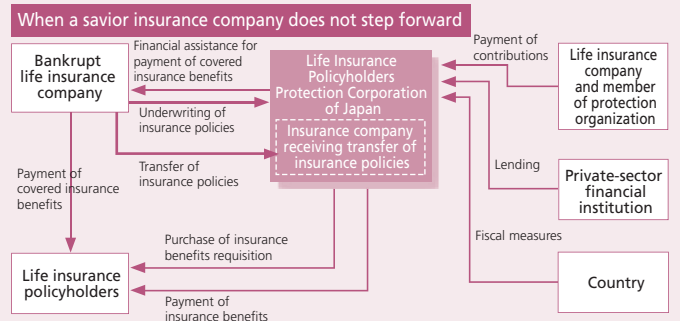 When a savior insurance company does not step forward
Bankrupt
life insurance
company
Financial assistance for
payment of covered
insurance benefits
Underwriting of
insurance policies
Transfer of
insurance policies
Payment of
covered insurance
benefits
Life Insurance
Policyholders
Protection Corporation
of Japan
Insurance company
receiving transfer of
insurance policies
Payment of
contributions
Life insurance
company
and member
of protection
organization
Lending
Private-sector
financial
institution
Fiscal measures
Country
Purchase of insurance
benefits requisition
Life insurance
policyholders
Payment of
insurance benefits